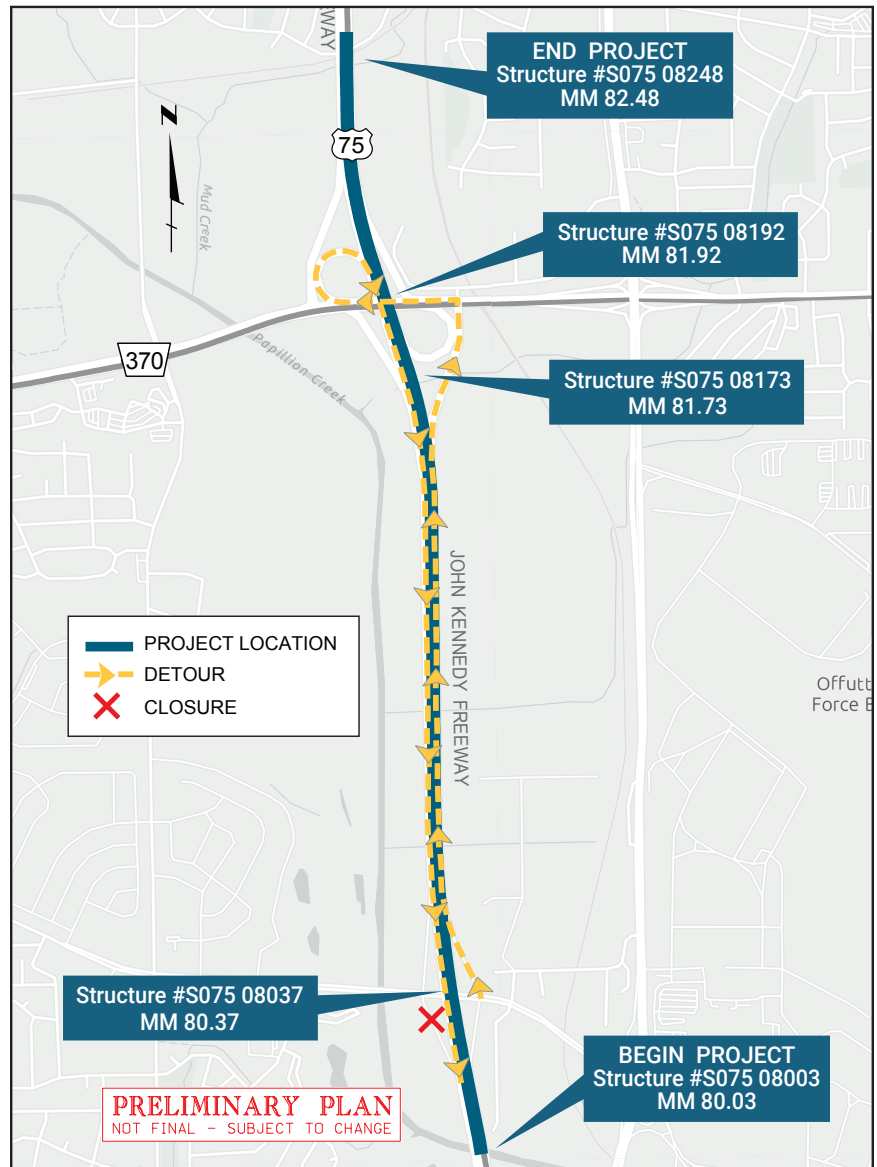 WAY
END PROJECT
Structure #S075 08248
MM 82.48
N
75
Mud Creek
Structure #S075 08192
MM 81.92
370
Papillion Creek
Structure #S075 08173
MM 81.73
JOHN KENNEDY FREEWAY
PROJECT LOCATION
DETOUR
CLOSURE
Offutt
Force B
Structure #S075 08037
MM 80.37
BEGIN PROJECT
Structure #S075 08003
MM 80.03
PRELIMINARY PLAN
NOT FINAL - SUBJECT TO CHANGE